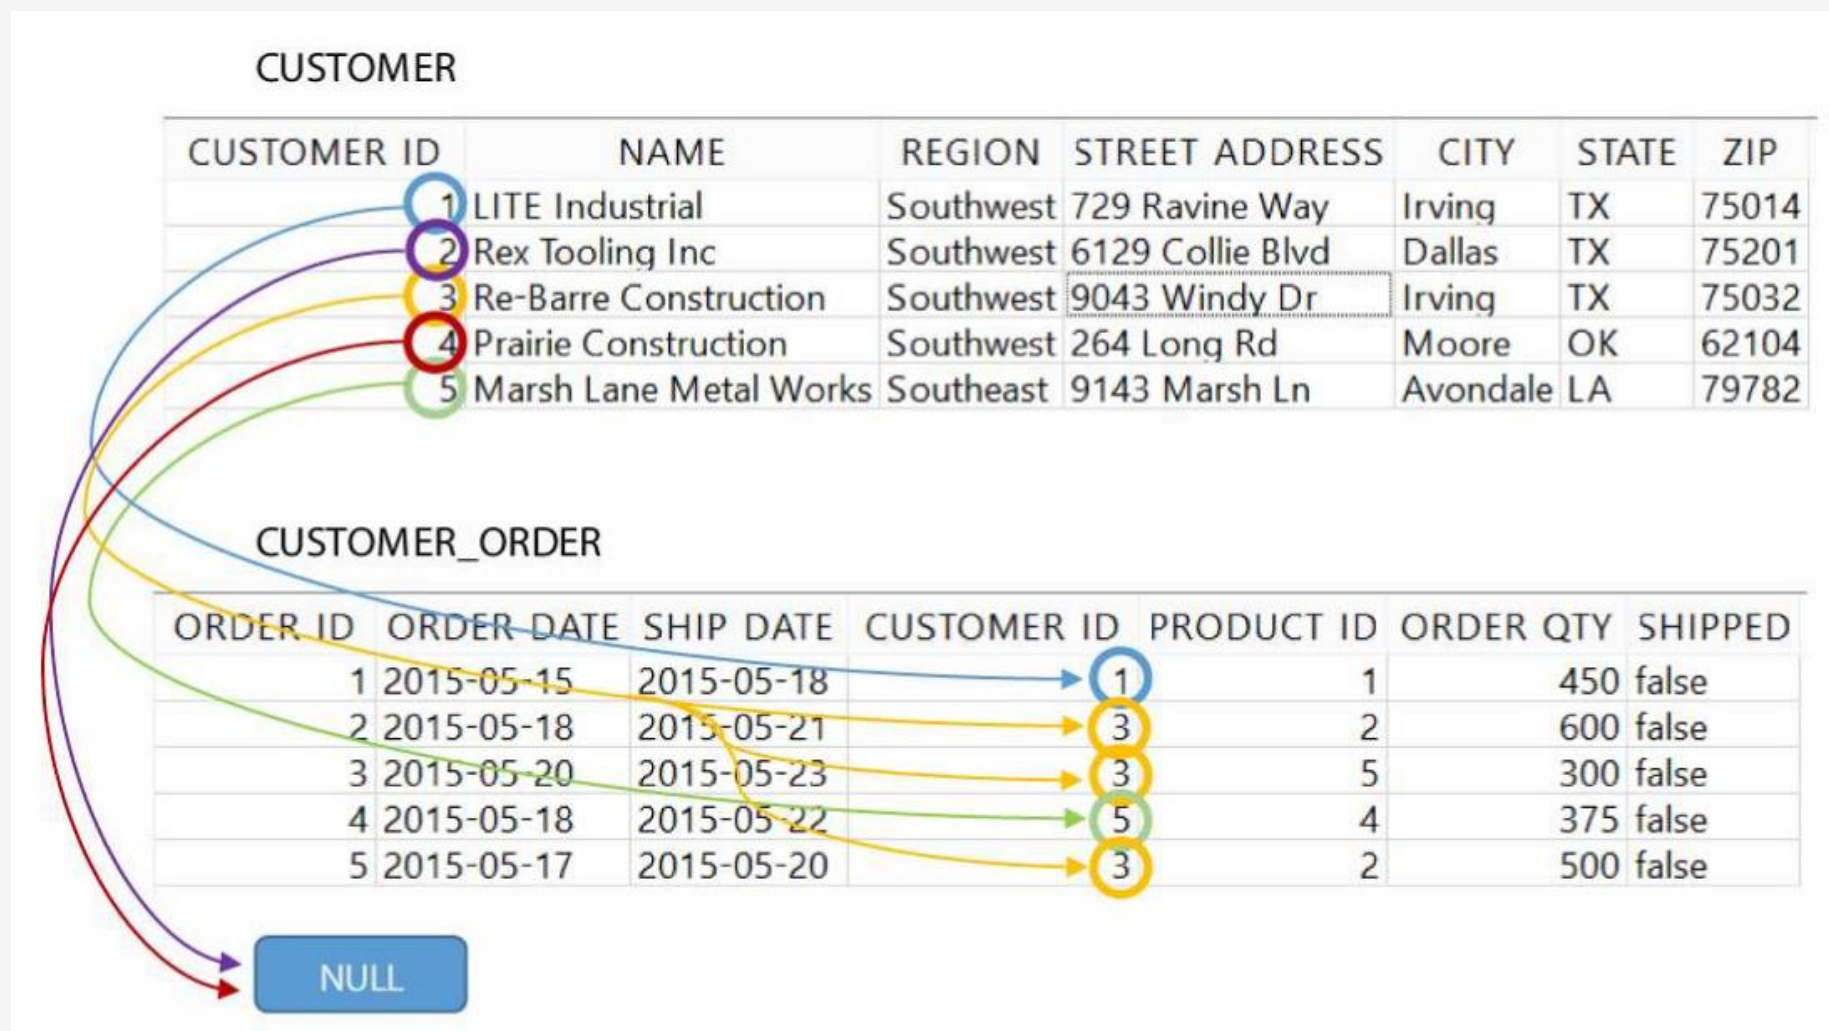 CUSTOMER
CUSTOMER ID NAME REGION STREET ADDRESS CITY STATE ZIP
1 LITE Industrial Southwest 729 Ravine Way Irving TX 75014
2 Rex Tooling Inc Southwest 6129 Collie Blvd Dallas TX 75201
3 Re-Barre Construction Southwest 9043 Windy Dr Irving TX 75032
4 Prairie Construction Southwest 264 Long Rd Moore OK 62104
5 Marsh Lane Metal Works Southeast 9143 Marsh Ln Avondale LA 79782
CUSTOMER_ORDER
ORDER ID ORDER DATE SHIP DATE CUSTOMER ID PRODUCT ID ORDER QTY SHIPPED
1 2015-05-15 2015-05-18 1 1 450 false
2 2015-05-18 2015-05-21 3 2 600 false
3 2015-05-20 2015-05-23 3 5 300 false
4 2015-05-18 2015-05-22 5 4 375 false
5 2015-05-17 2015-05-20 3 2 500 false
NULL